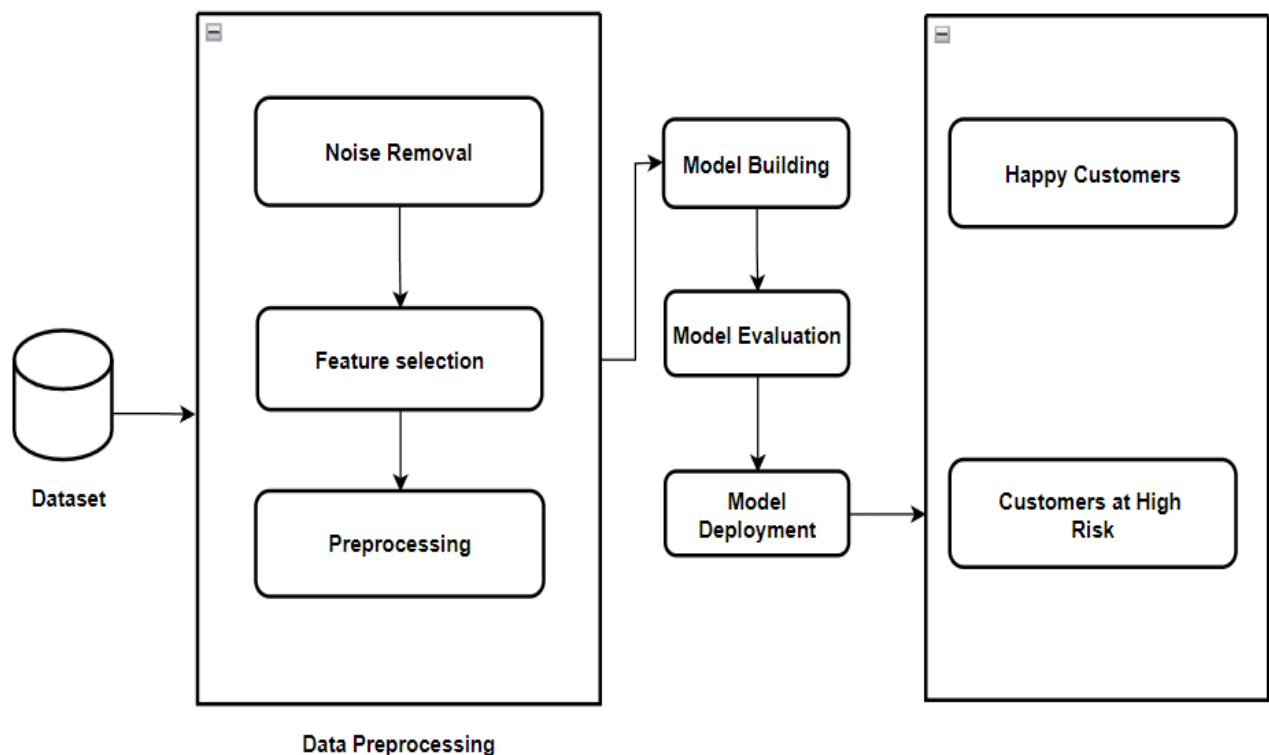 Noise Removal
Feature selection
Preprocessing
Dataset
Data Preprocessing
Model Building
Model Evaluation
Model
Deployment
Happy Customers
Customers at High
Risk